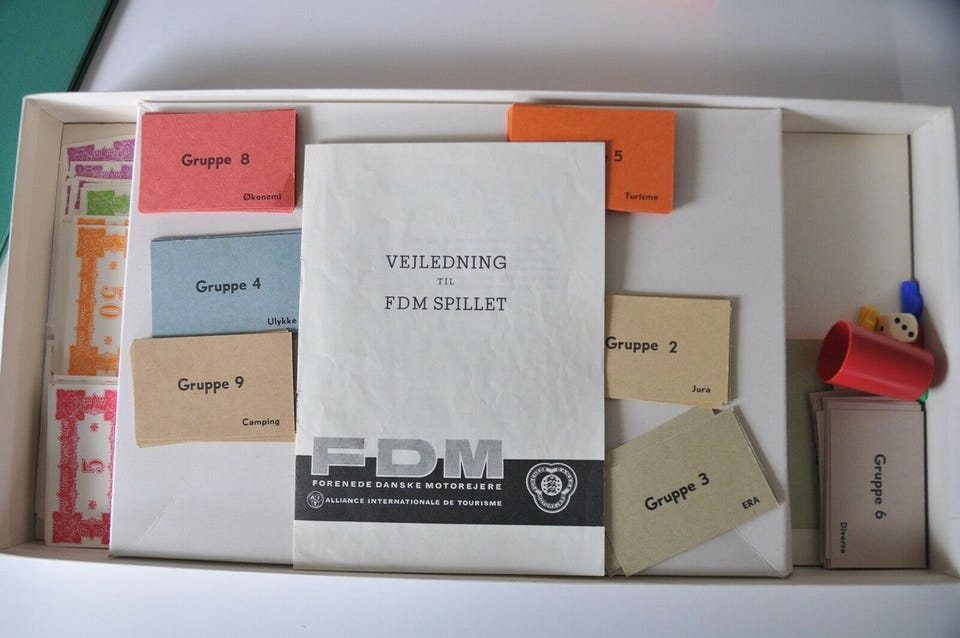 Gruppe 8
Økonomi
5
Turisme
Gruppe 4
Ulykke
Gruppe 9
Camping
50
5
VEJLEDNING
TIL
FDM SPILLET
FDM
FORENEDE DANSKE MOTOREJERE
AIT
ALLIANCE INTERNATIONALE DE TOURISME
Gruppe 2
Jura
Gruppe 3
ERA
Gruppe 6
Diverse